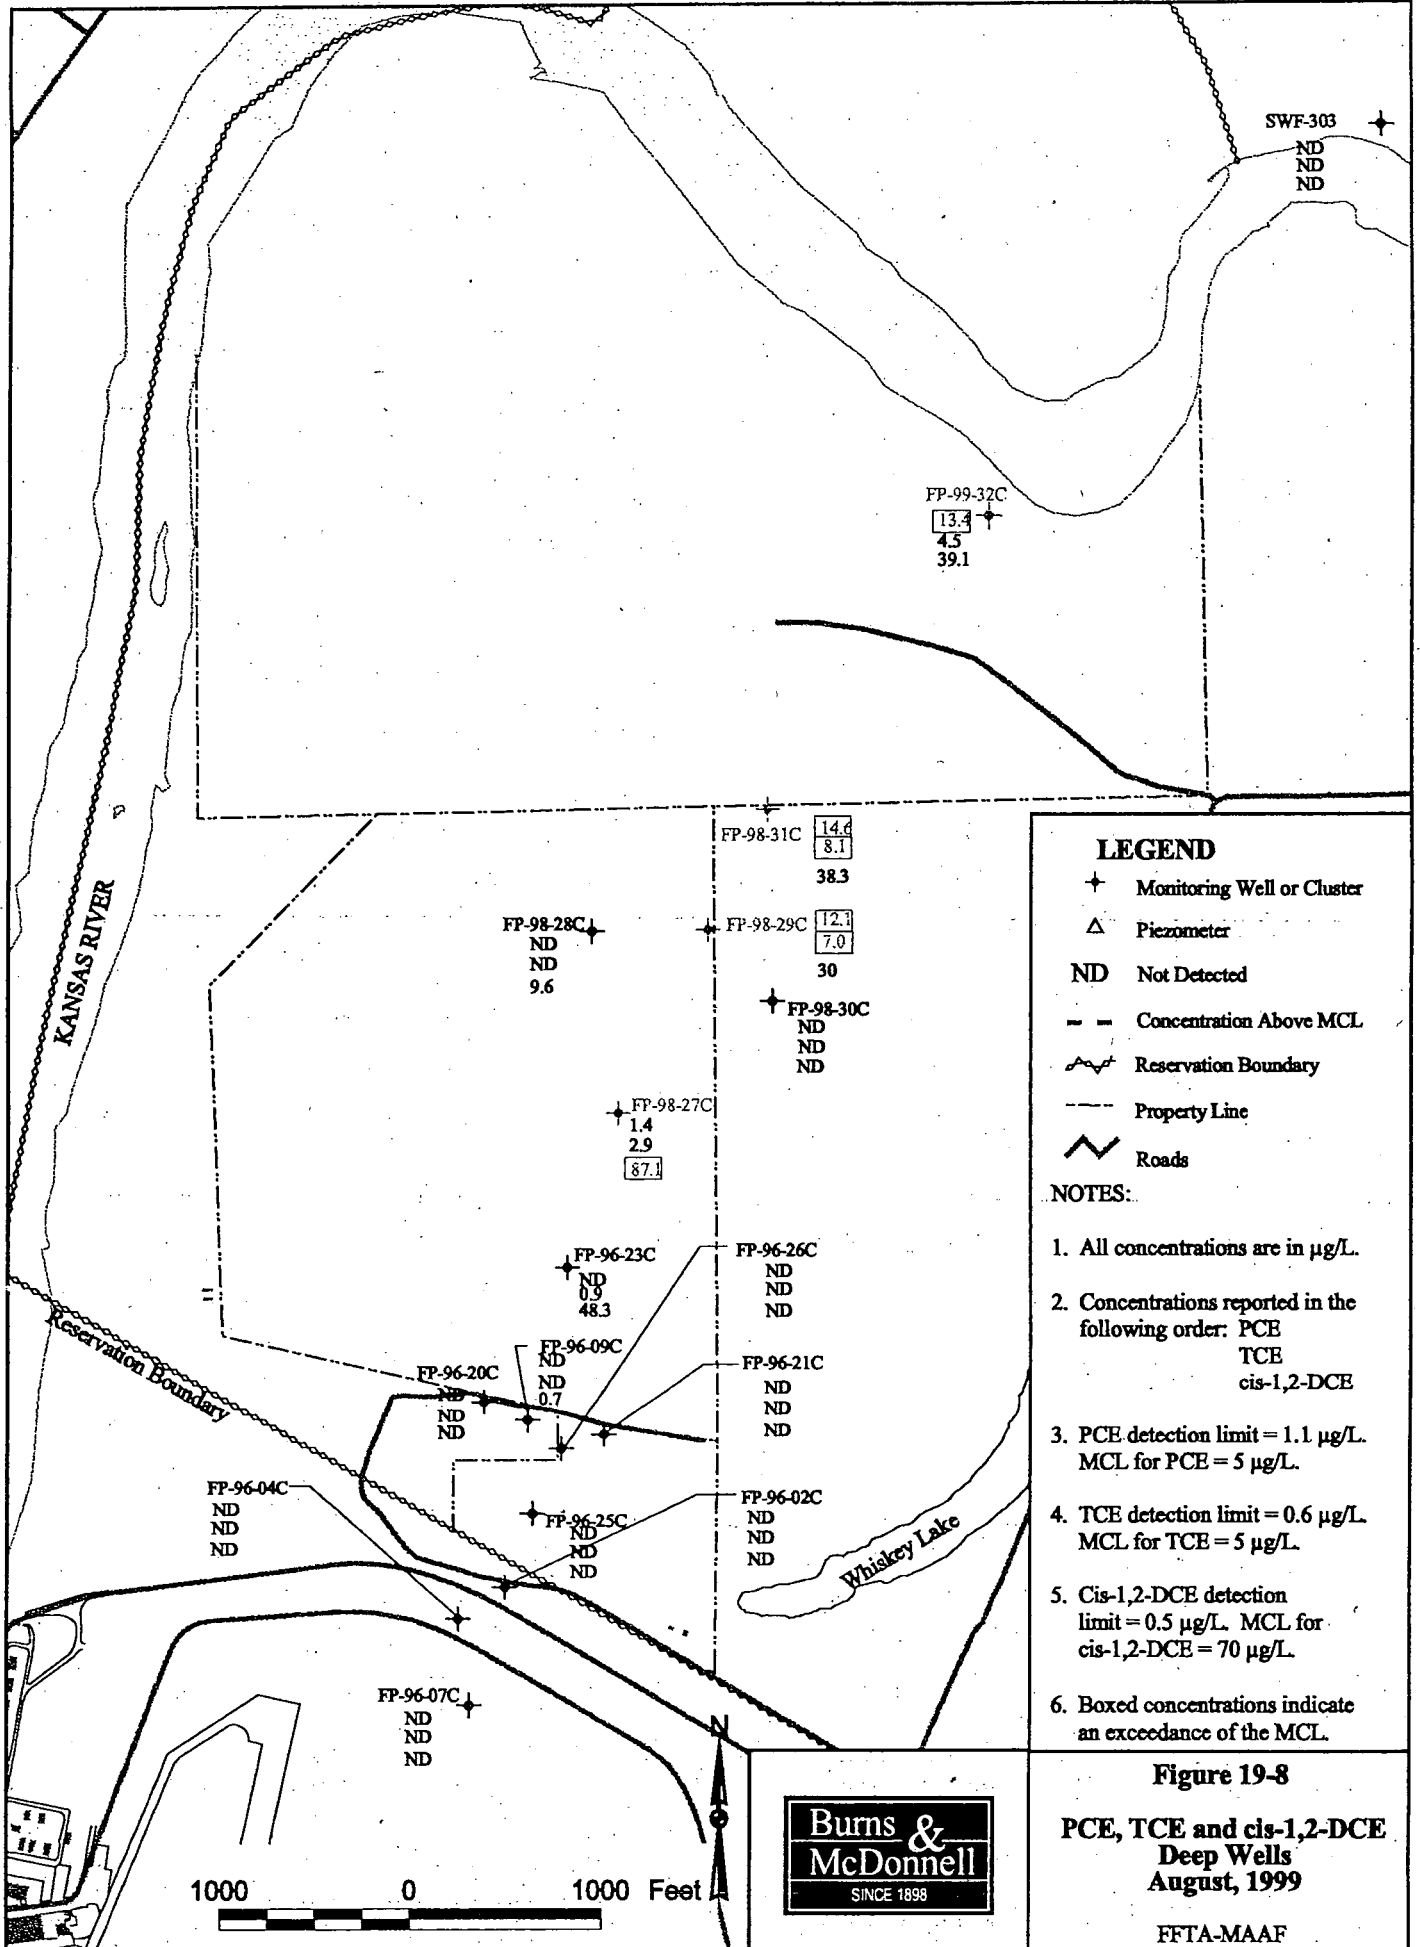 SWF-303
ND
ND
ND
FP-99-32C
13.4
4.5
39.1
FP-98-31C
14.6
8.1
38.3
FP-98-28C
ND
ND
9.6
FP-98-29C
12.1
7.0
30
FP-98-30C
ND
ND
ND
KANSAS RIVER
FP-98-27C
1.4
2.9
87.1
FP-96-23C
ND
0.9
48.3
FP-96-26C
ND
ND
ND
Reservation Boundary
FP-96-09C
ND
ND
0.7
FP-96-20C
ND
ND
ND
FP-96-21C
ND
ND
ND
FP-96-04C
ND
ND
ND
FP-96-25C
ND
ND
ND
FP-96-02C
ND
ND
ND
Whiskey Lake
FP-96-07C
ND
ND
ND
N
1000 0 1000 Feet
LEGEND
Monitoring Well or Cluster
Piezometer
ND Not Detected
Concentration Above MCL
Reservation Boundary
Property Line
Roads
NOTES:
1. All concentrations are in µg/L.
2. Concentrations reported in the
following order: PCE
TCE
cis-1,2-DCE
3. PCE detection limit = 1.1 µg/L.
MCL for PCE = 5 µg/L.
4. TCE detection limit = 0.6 µg/L.
MCL for TCE = 5 µg/L.
5. Cis-1,2-DCE detection
limit = 0.5 µg/L. MCL for
cis-1,2-DCE = 70 µg/L.
6. Boxed concentrations indicate
an exceedance of the MCL.
Burns &
McDonnell
SINCE 1898
Figure 19-8
PCE, TCE and cis-1,2-DCE
Deep Wells
August, 1999
FFTA-MAAF